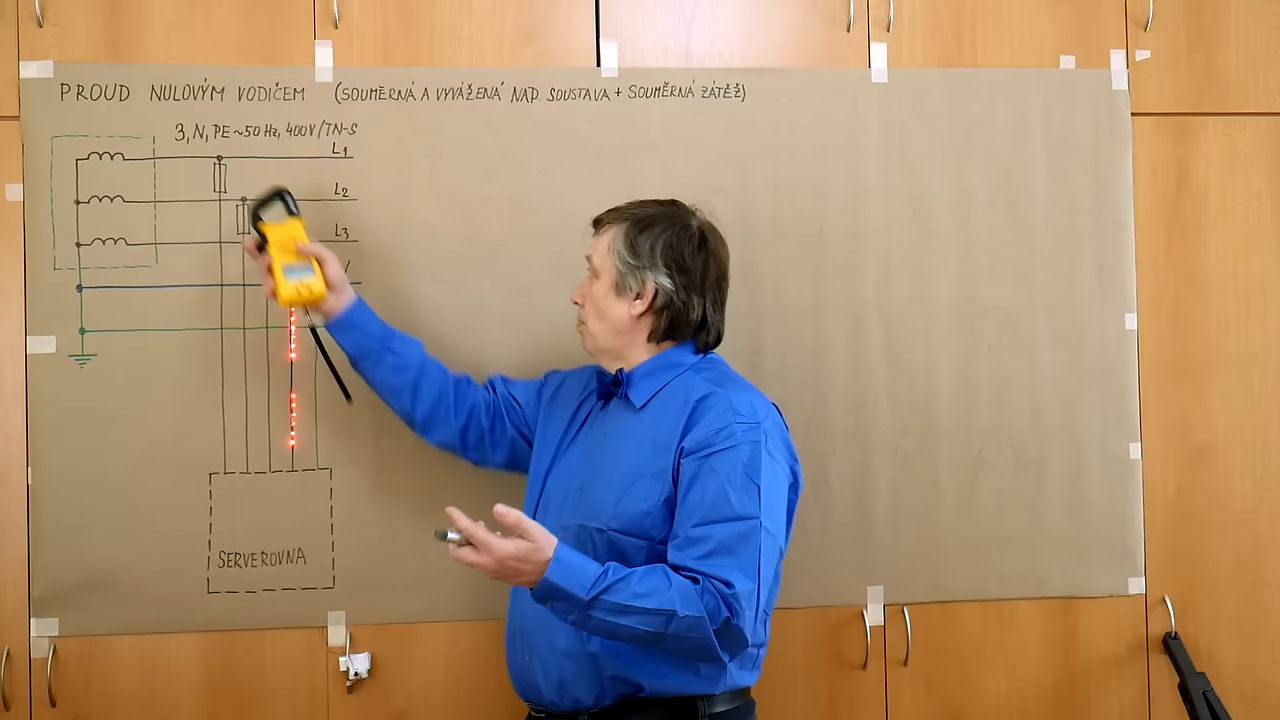 PROUD NULOVÝM VODIČEM (SOUMĚRNÁ A VYVÁŽENÁ NAP. SOUSTAVA + SOUMĚRNÁ ZÁTĚŽ)
3, N, PE ~ 50 Hz, 400V/TN-S
L1
L2
L3
SERVEROVNA